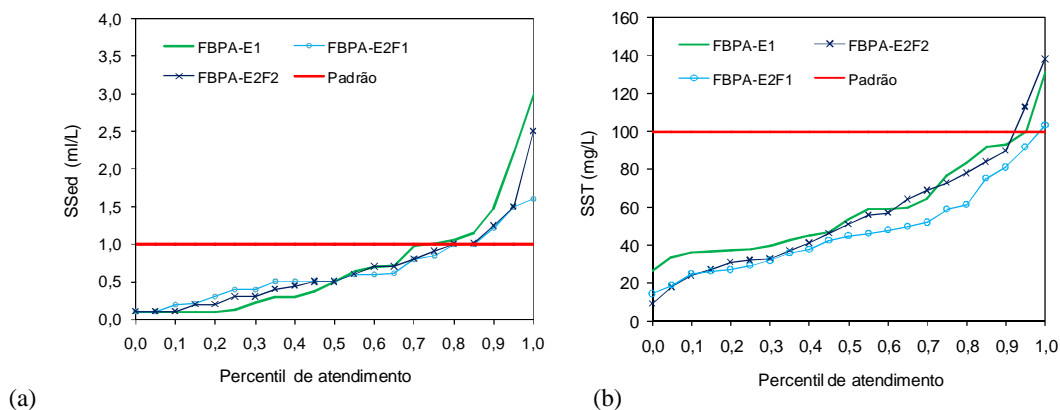 4,0
3,5
3,0
2,5
2,0
1,5
1,0
0,5
0,0
SSed (ml/L)
FBPA-E1
FBPA-E2F1
FBPA-E2F2
Padrão
0,0 0,1 0,2 0,3 0,4 0,5 0,6 0,7 0,8 0,9 1,0
Percentil de atendimento
(a)
160
140
120
100
80
60
40
20
0
SST (mg/L)
FBPA-E1
FBPA-E2F2
FBPA-E2F1
Padrão
0,0 0,1 0,2 0,3 0,4 0,5 0,6 0,7 0,8 0,9 1,0
Percentil de atendimento
(b)